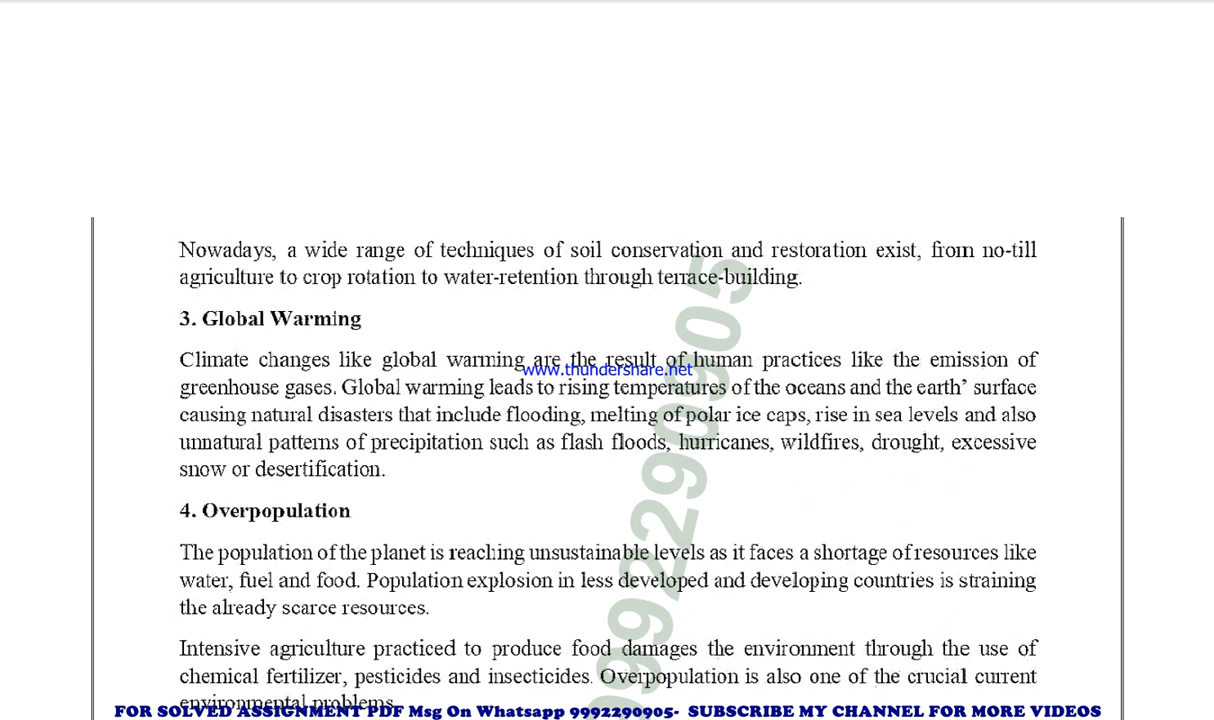 Nowadays, a wide range of techniques of soil conservation and restoration exist, from no-till
agriculture to crop rotation to water-retention through terrace-building.
3. Global Warming
Climate changes like global warming are the result of human practices like the emission of
www.thundershare.net
greenhouse gases. Global warming leads to rising temperatures of the oceans and the earth’ surface
causing natural disasters that include flooding, melting of polar ice caps, rise in sea levels and also
unnatural patterns of precipitation such as flash floods, hurricanes, wildfires, drought, excessive
snow or desertification.
4. Overpopulation
The population of the planet is reaching unsustainable levels as it faces a shortage of resources like
water, fuel and food. Population explosion in less developed and developing countries is straining
the already scarce resources.
Intensive agriculture practiced to produce food damages the environment through the use of
chemical fertilizer, pesticides and insecticides. Overpopulation is also one of the crucial current
environmental problems.
9992290905
FOR SOLVED ASSIGNMENT PDF Msg On Whatsapp 9992290905- SUBSCRIBE MY CHANNEL FOR MORE VIDEOS